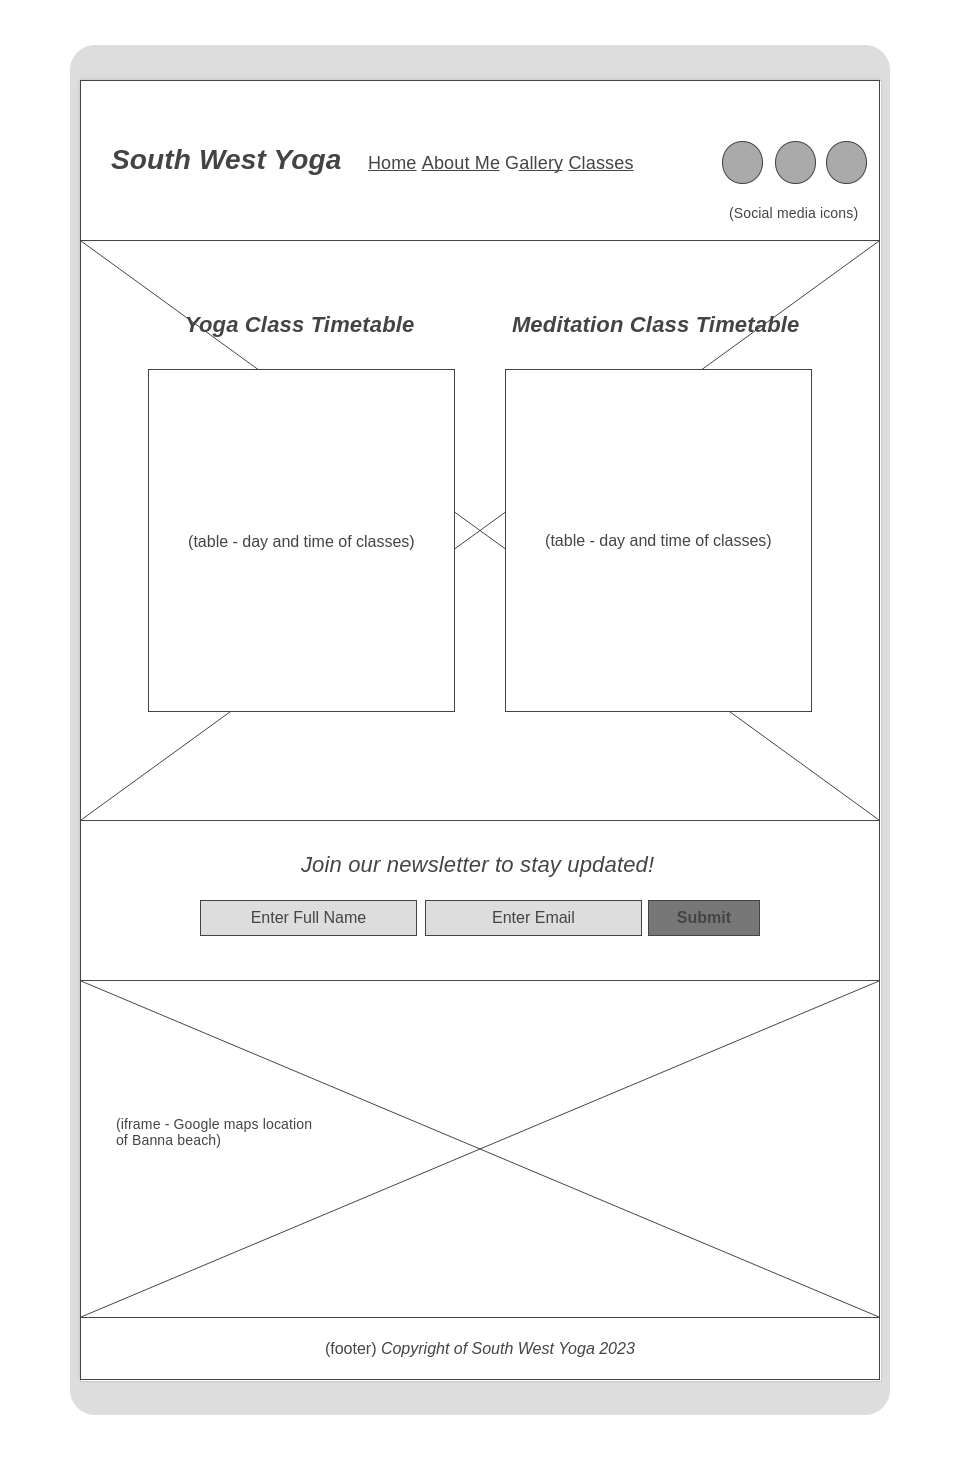 South West Yoga
Home About Me Gallery Classes
(Social media icons)
Yoga Class Timetable
Meditation Class Timetable
(table - day and time of classes)
(table - day and time of classes)
Join our newsletter to stay updated!
Enter Full Name
Enter Email
Submit
(iframe - Google maps location
of Banna beach)
(footer) Copyright of South West Yoga 2023